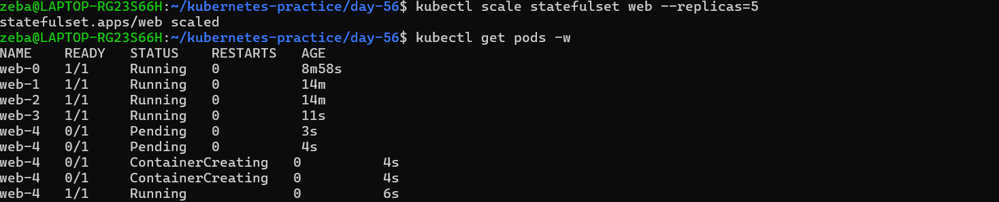 zeba@LAPTOP-RG23S66H:~/kubernetes-practice/day-56$ kubectl scale statefulset web --replicas=5
statefulset.apps/web scaled
zeba@LAPTOP-RG23S66H:~/kubernetes-practice/day-56$ kubectl get pods -w
NAME    READY   STATUS    RESTARTS   AGE
web-0   1/1     Running   0          8m58s
web-1   1/1     Running   0          14m
web-2   1/1     Running   0          14m
web-3   1/1     Running   0          11s
web-4   0/1     Pending   0          3s
web-4   0/1     Pending   0          4s
web-4   0/1     ContainerCreating   0          4s
web-4   0/1     ContainerCreating   0          4s
web-4   1/1     Running             0          6s